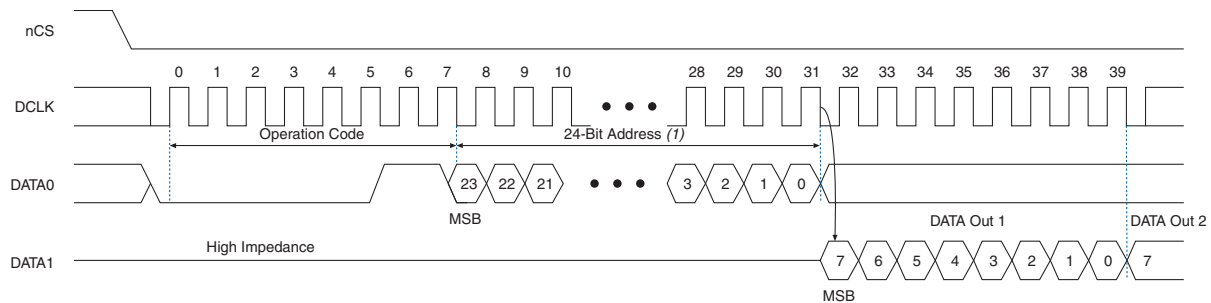 nCS
0 1 2 3 4 5 6 7 8 9 10 28 29 30 31 32 33 34 35 36 37 38 39
DCLK
Operation Code 24-Bit Address (1)
DATA0 23 22 21 3 2 1 0
MSB DATA Out 1 DATA Out 2
High Impedance
DATA1 7 6 5 4 3 2 1 0 7
MSB